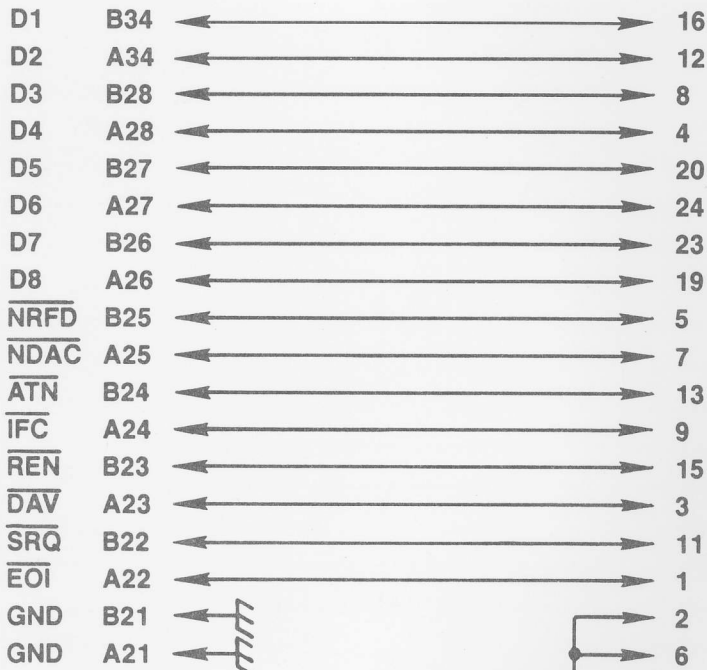 D1 B34 16
D2 A34 12
D3 B28 8
D4 A28 4
D5 B27 20
D6 A27 24
D7 B26 23
D8 A26 19
NRFD B25 5
NDAC A25 7
ATN B24 13
IFC A24 9
REN B23 15
DAV A23 3
SRQ B22 11
EOI A22 1
GND B21 2
GND A21 6